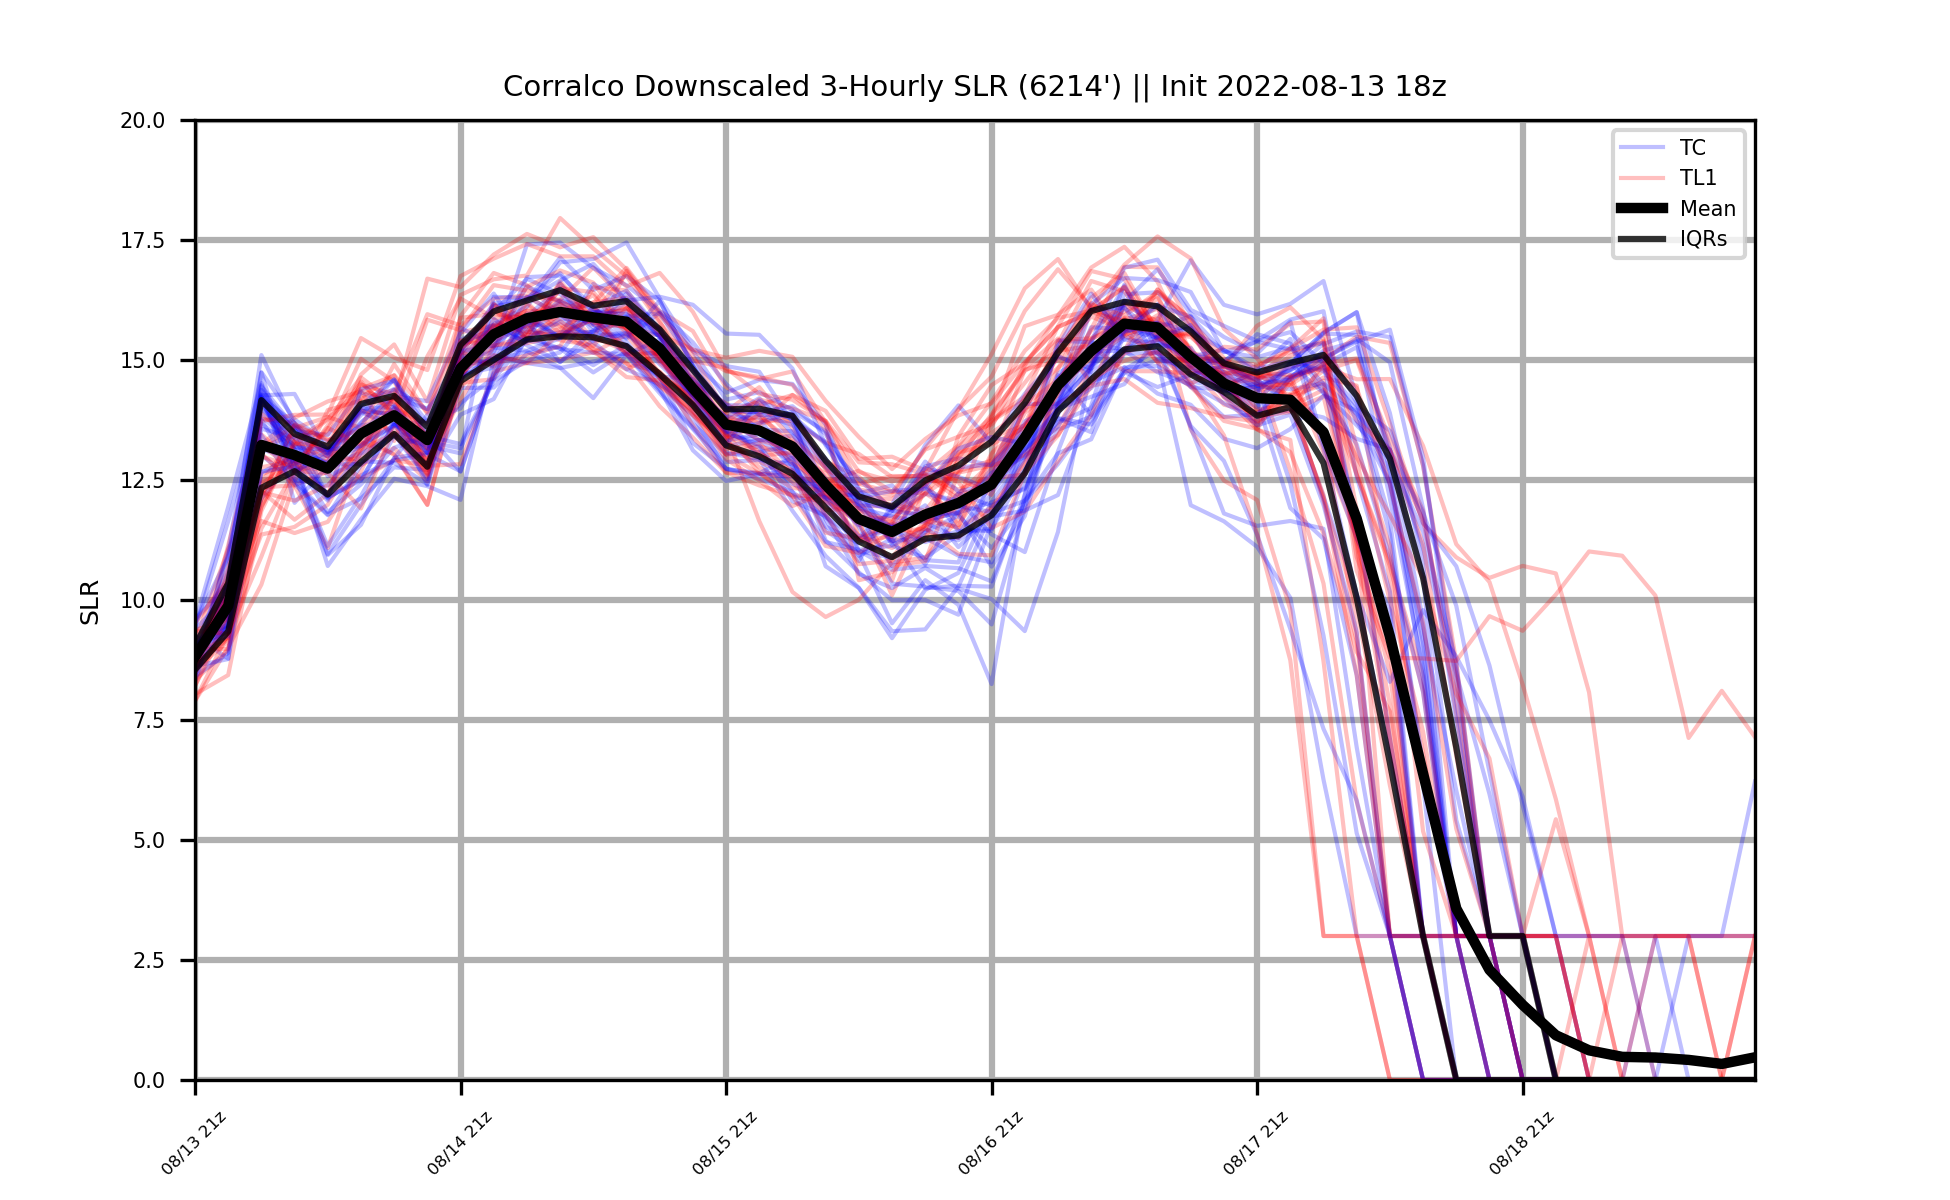 Corralco Downscaled 3-Hourly SLR (6214') || Init 2022-08-13 18z
20.0
17.5
15.0
12.5
10.0
7.5
5.0
2.5
0.0
SLR
TC
TL1
Mean
IQRs
08/13 21z
08/14 21z
08/15 21z
08/16 21z
08/17 21z
08/18 21z